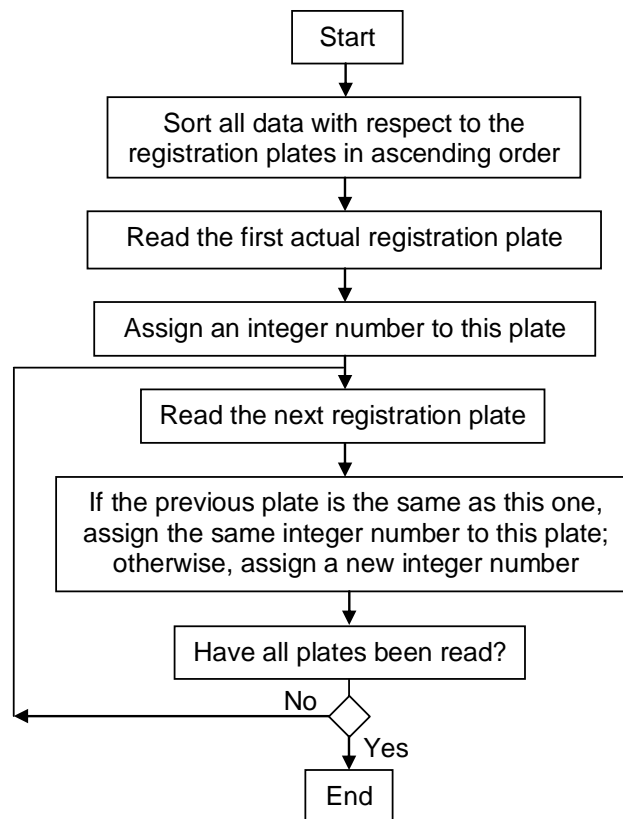 Start
Sort all data with respect to the
registration plates in ascending order
Read the first actual registration plate
Assign an integer number to this plate
Read the next registration plate
If the previous plate is the same as this one,
assign the same integer number to this plate;
otherwise, assign a new integer number
Have all plates been read?
No
Yes
End